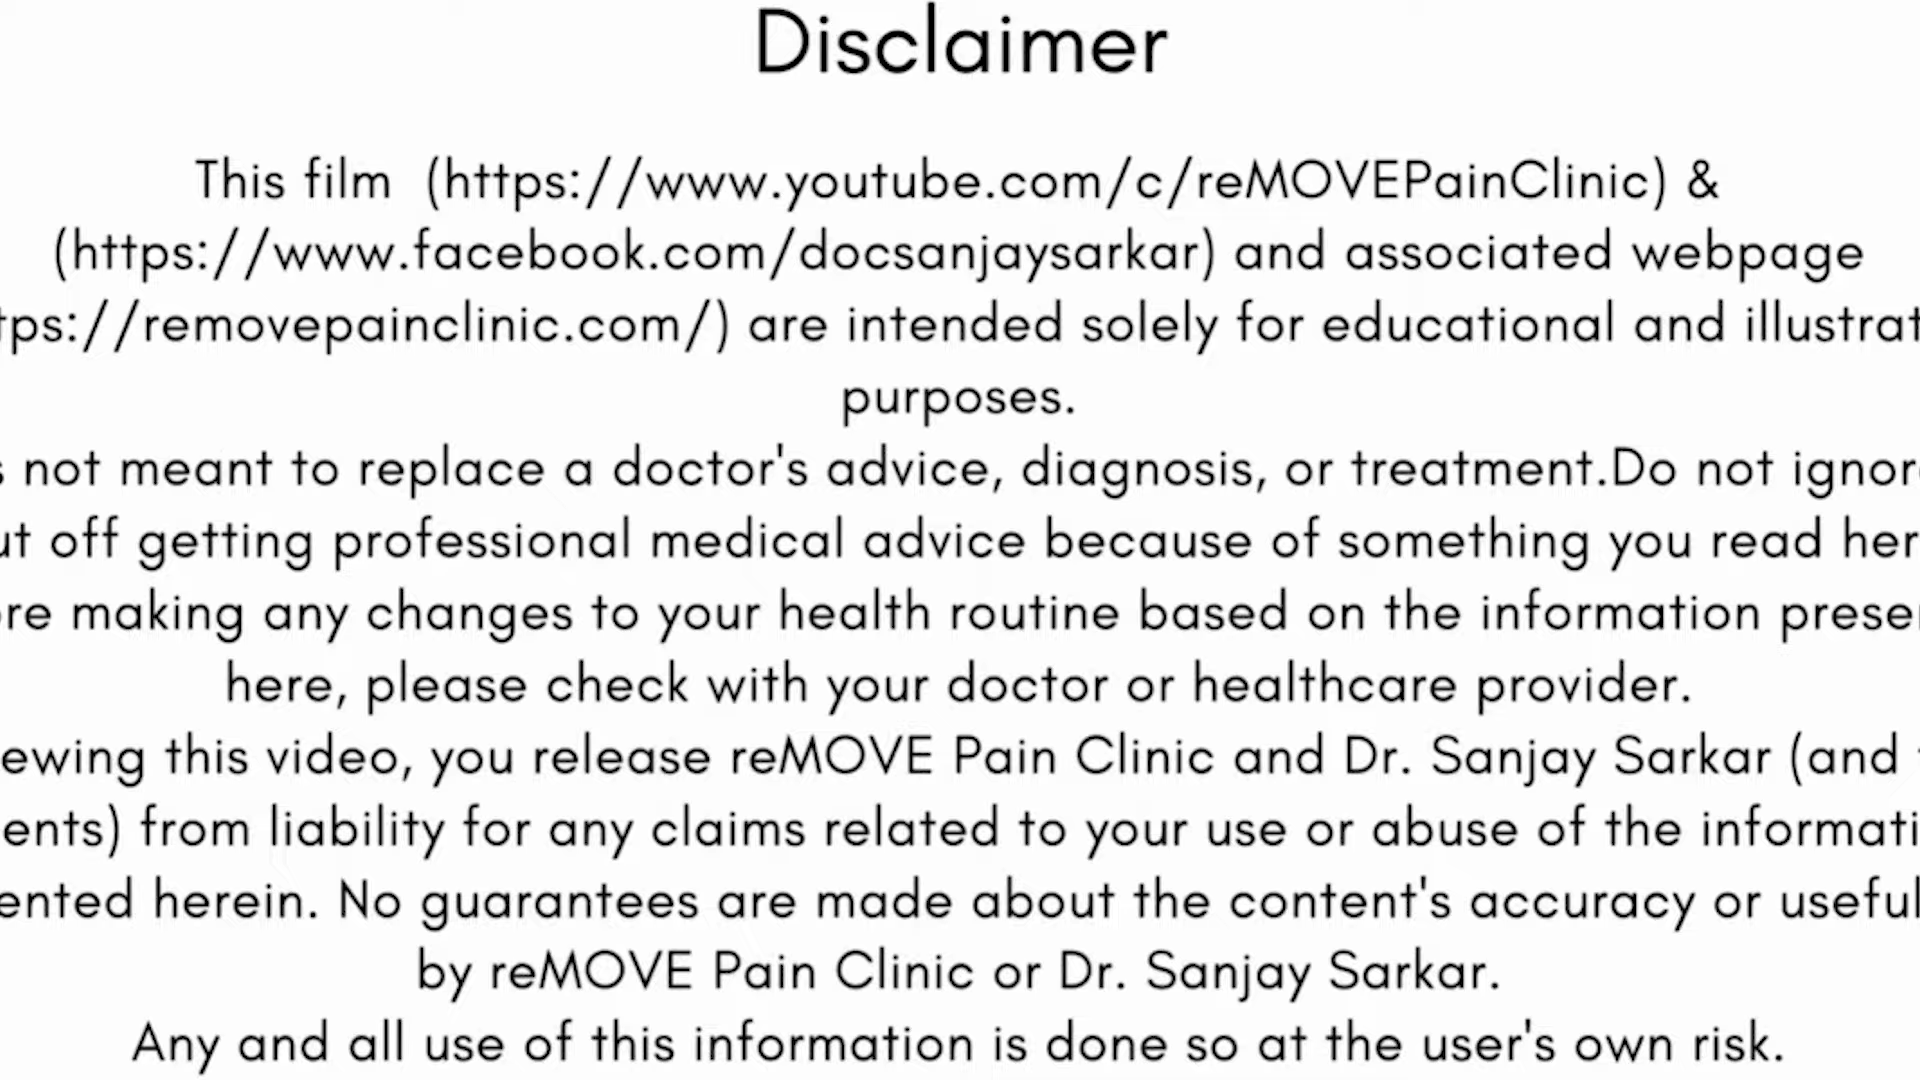 Disclaimer
This film (https://www.youtube.com/c/reMOVEPainClinic) &
(https://www.facebook.com/docsanjaysarkar) and associated webpage
tps://removepainclinic.com/) are intended solely for educational and illustrat
purposes.
s not meant to replace a doctor's advice, diagnosis, or treatment.Do not ignor
ut off getting professional medical advice because of something you read her
re making any changes to your health routine based on the information presen
here, please check with your doctor or healthcare provider.
ewing this video, you release reMOVE Pain Clinic and Dr. Sanjay Sarkar (and
ents) from liability for any claims related to your use or abuse of the informati
ented herein. No guarantees are made about the content's accuracy or useful
by reMOVE Pain Clinic or Dr. Sanjay Sarkar.
Any and all use of this information is done so at the user's own risk.